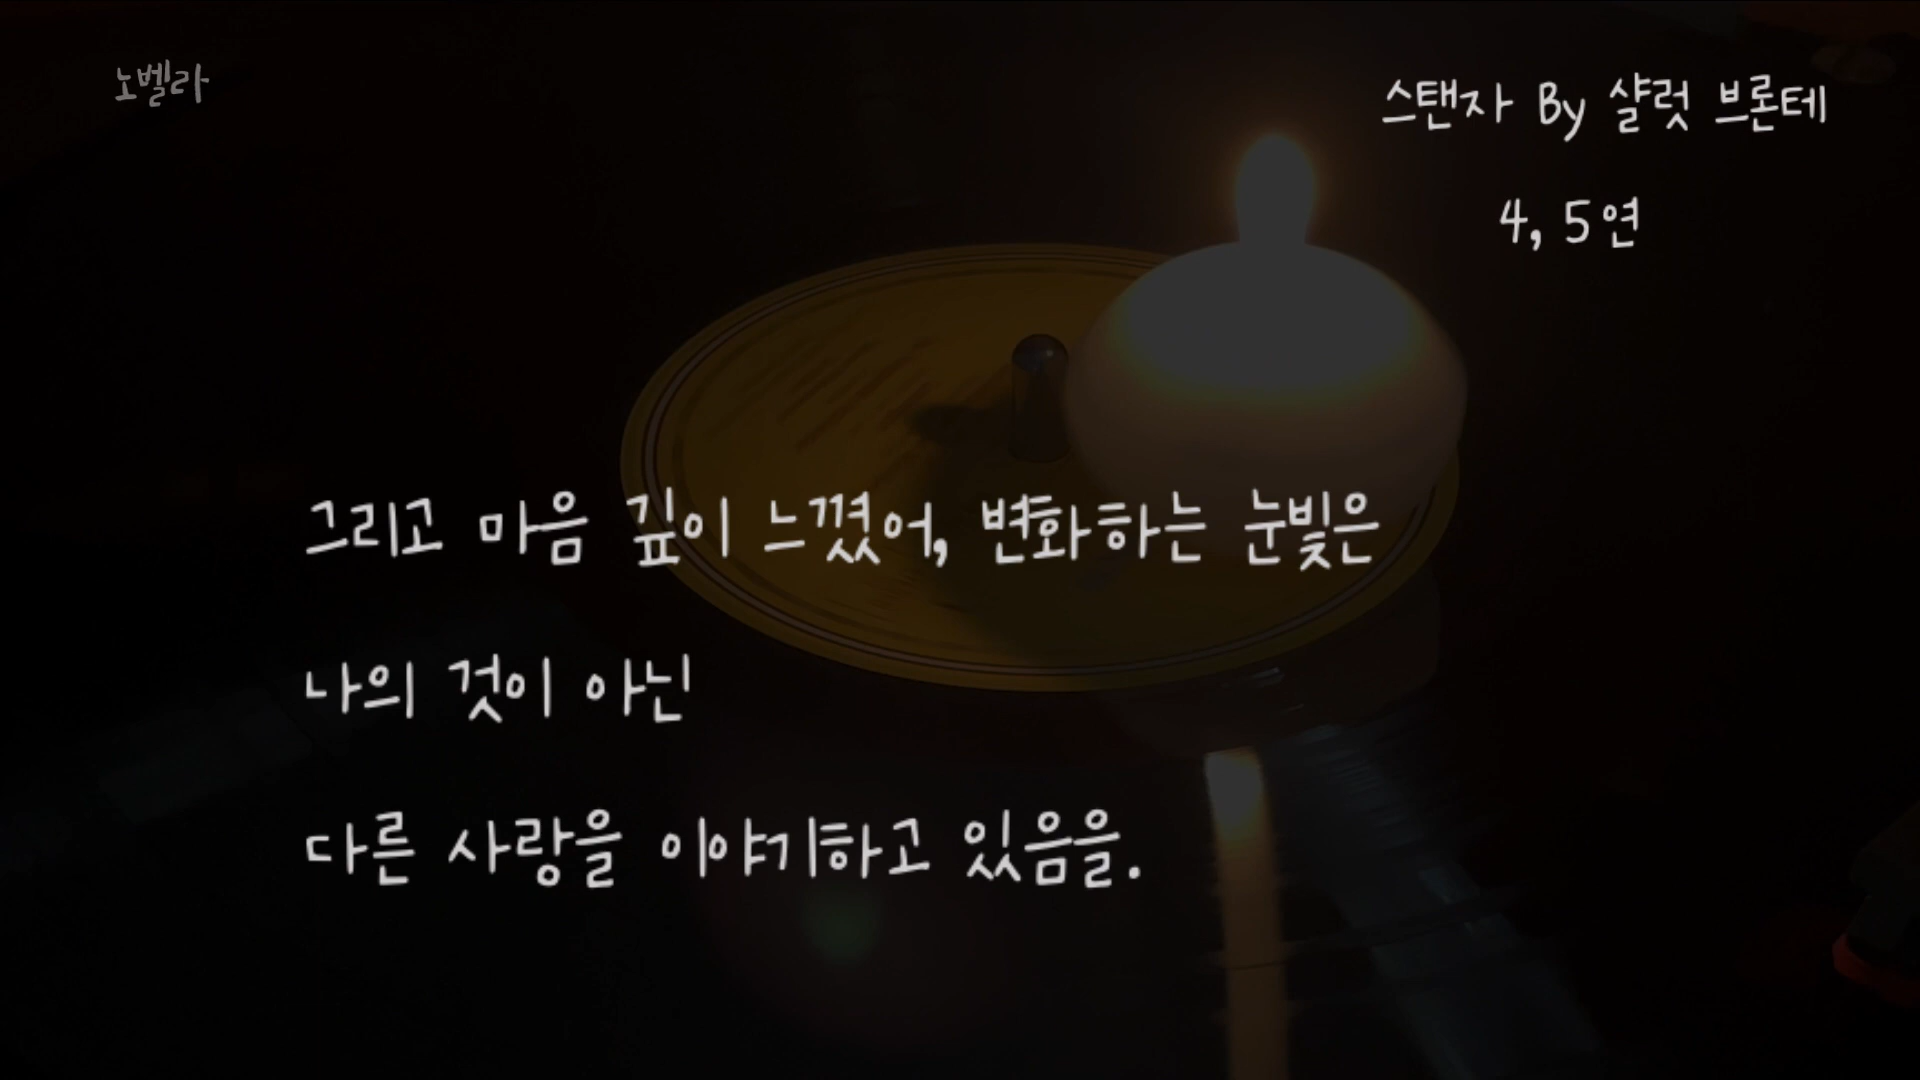 노벨라
스탠자 By 샬럿 브론테
4, 5연
그리고 마음 깊이 느꼈어, 변화하는 눈빛은
나의 것이 아닌
다른 사랑을 이야기하고 있음을.